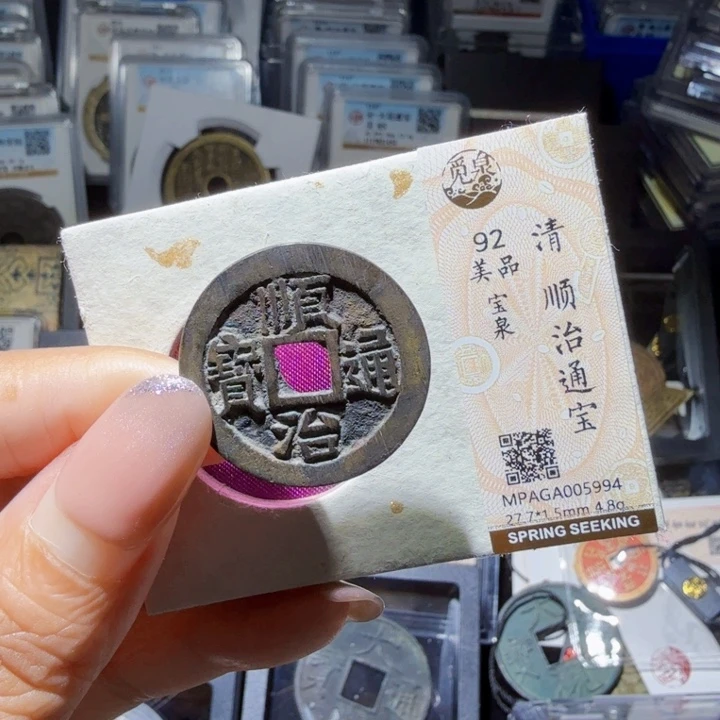 順
治
通
寶
觅泉
92
美品
宝泉
清 順治通宝
MPAGA005994
27.7*1.5mm 4.8g
SPRING SEEKING